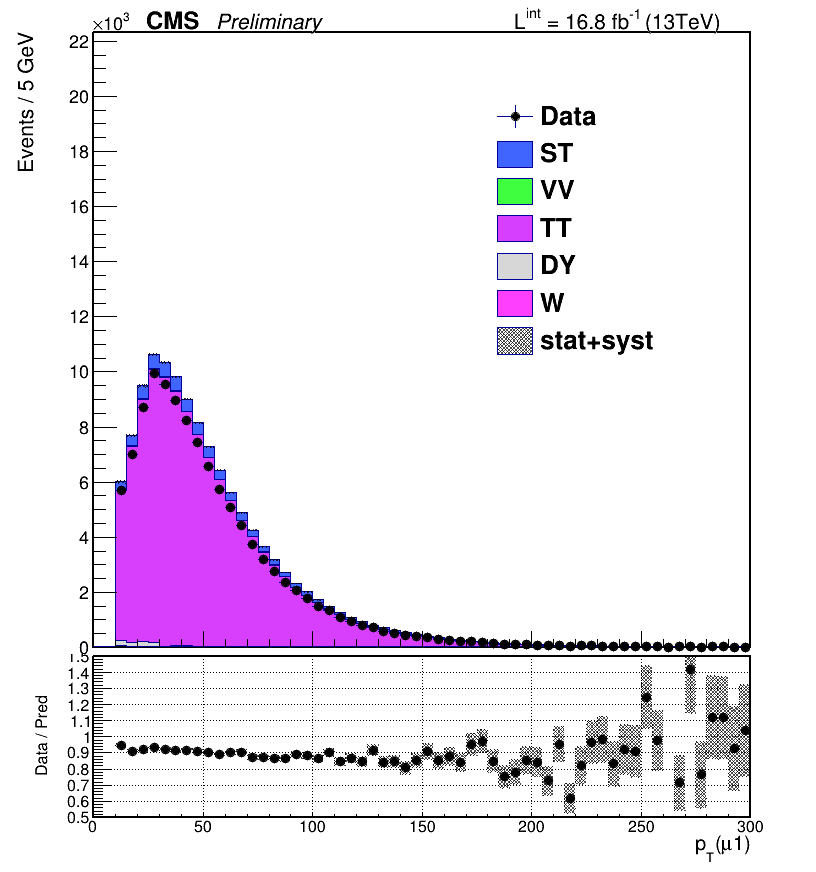 ×10³ CMS Preliminary L^int = 16.8 fb⁻¹ (13TeV)
Events / 5 GeV
22
20
18
16
14
12
10
8
6
4
2
0
Data
ST
VV
TT
DY
W
stat+syst
Data / Pred
1.5
1.4
1.3
1.2
1.1
1
0.9
0.8
0.7
0.6
0.5
0 50 100 150 200 250 300
p_T(μ1)